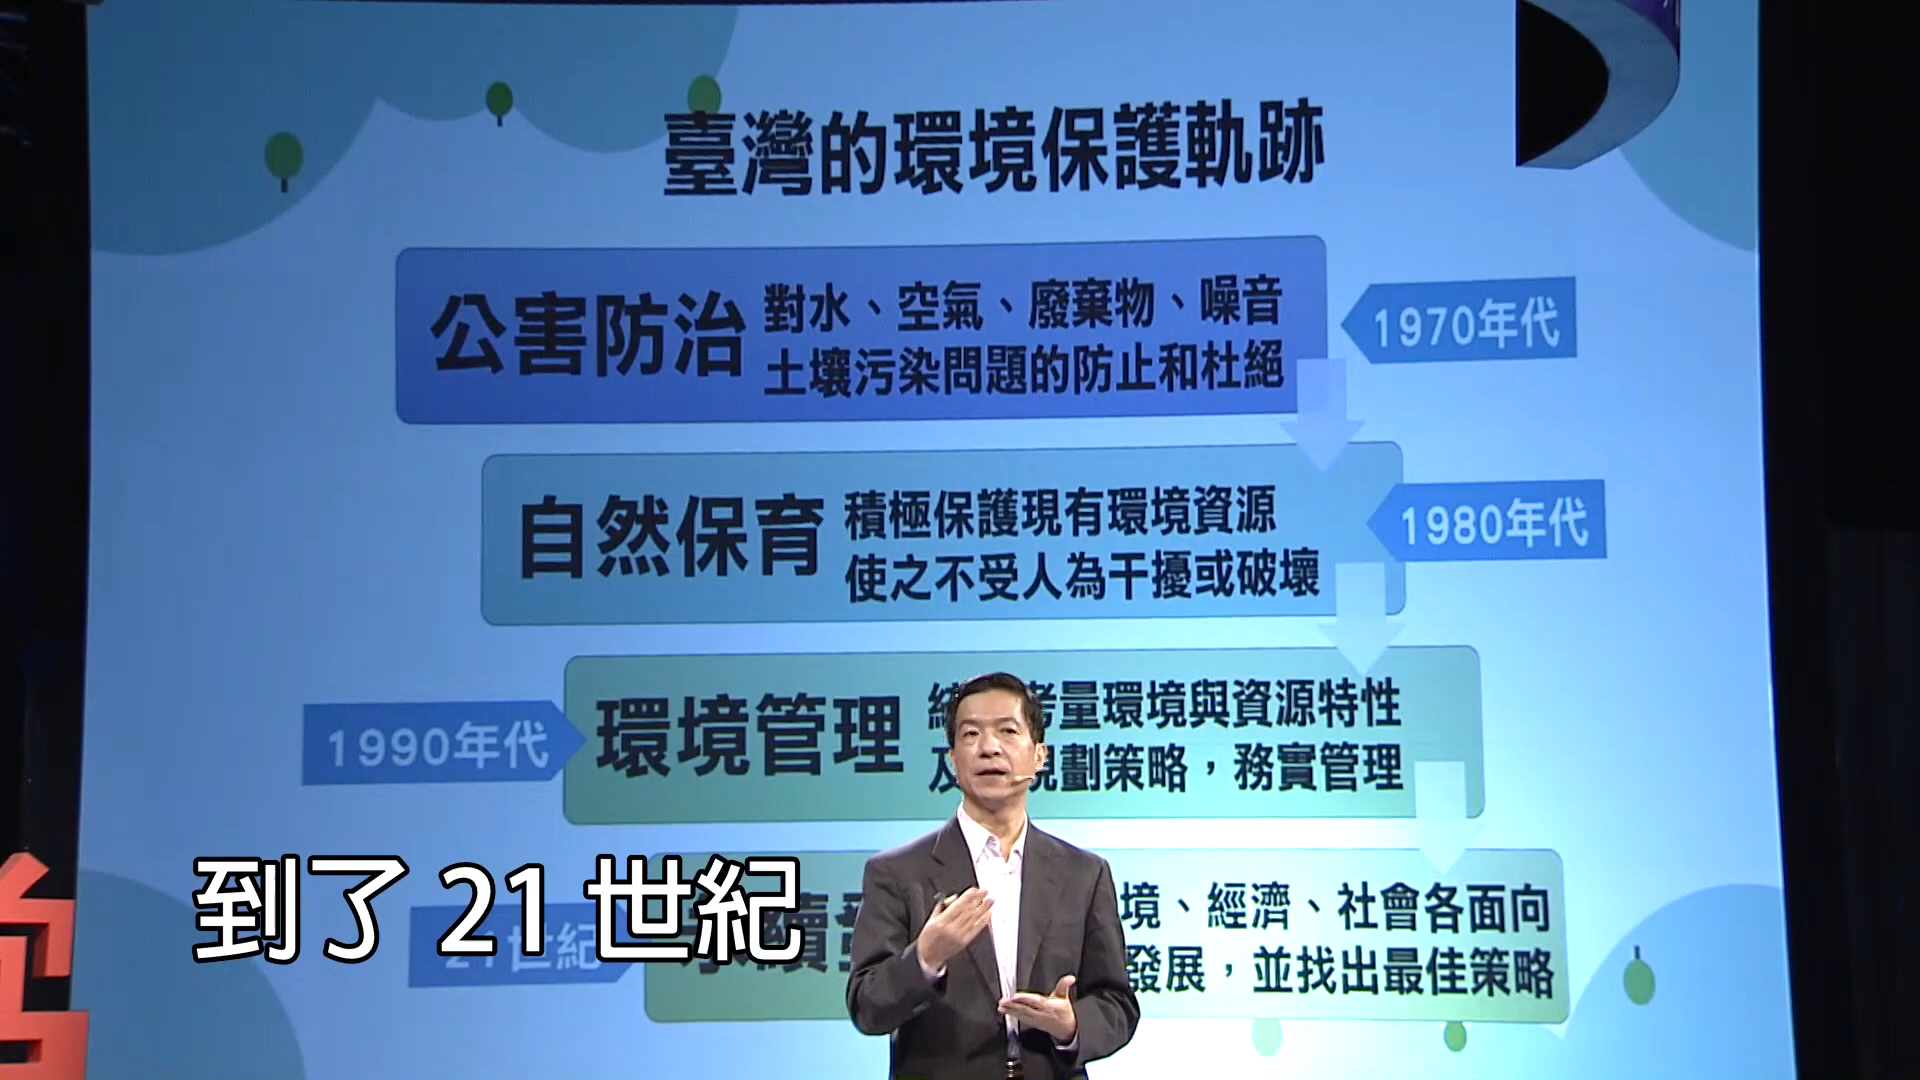 臺灣的環境保護軌跡
公害防治
對水、空氣、廢棄物、噪音
土壤污染問題的防止和杜絕
1970年代
自然保育
積極保護現有環境資源
使之不受人為干擾或破壞
1980年代
1990年代
環境管理
考量環境與資源特性
規劃策略，務實管理
21世紀
續
境、經濟、社會各面向
發展，並找出最佳策略
到了 21 世紀